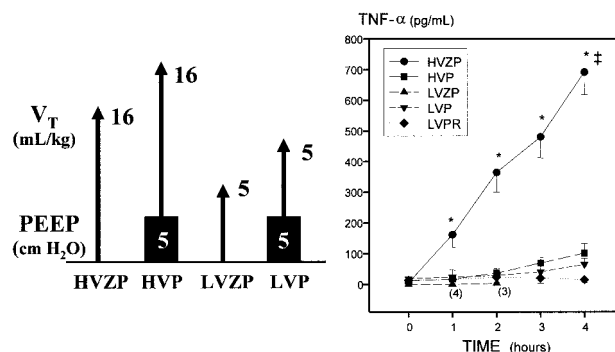 V_T
(mL/kg)
16
16
5
5
PEEP
(cm H₂O)
5
5
HVZP HVP LVZP LVP
TNF-α (pg/mL)
800
700
600
500
400
300
200
100
0
HVZP
HVP
LVZP
LVP
LVPR
*
*
*
* ‡
(4)
(3)
0 1 2 3 4
TIME (hours)